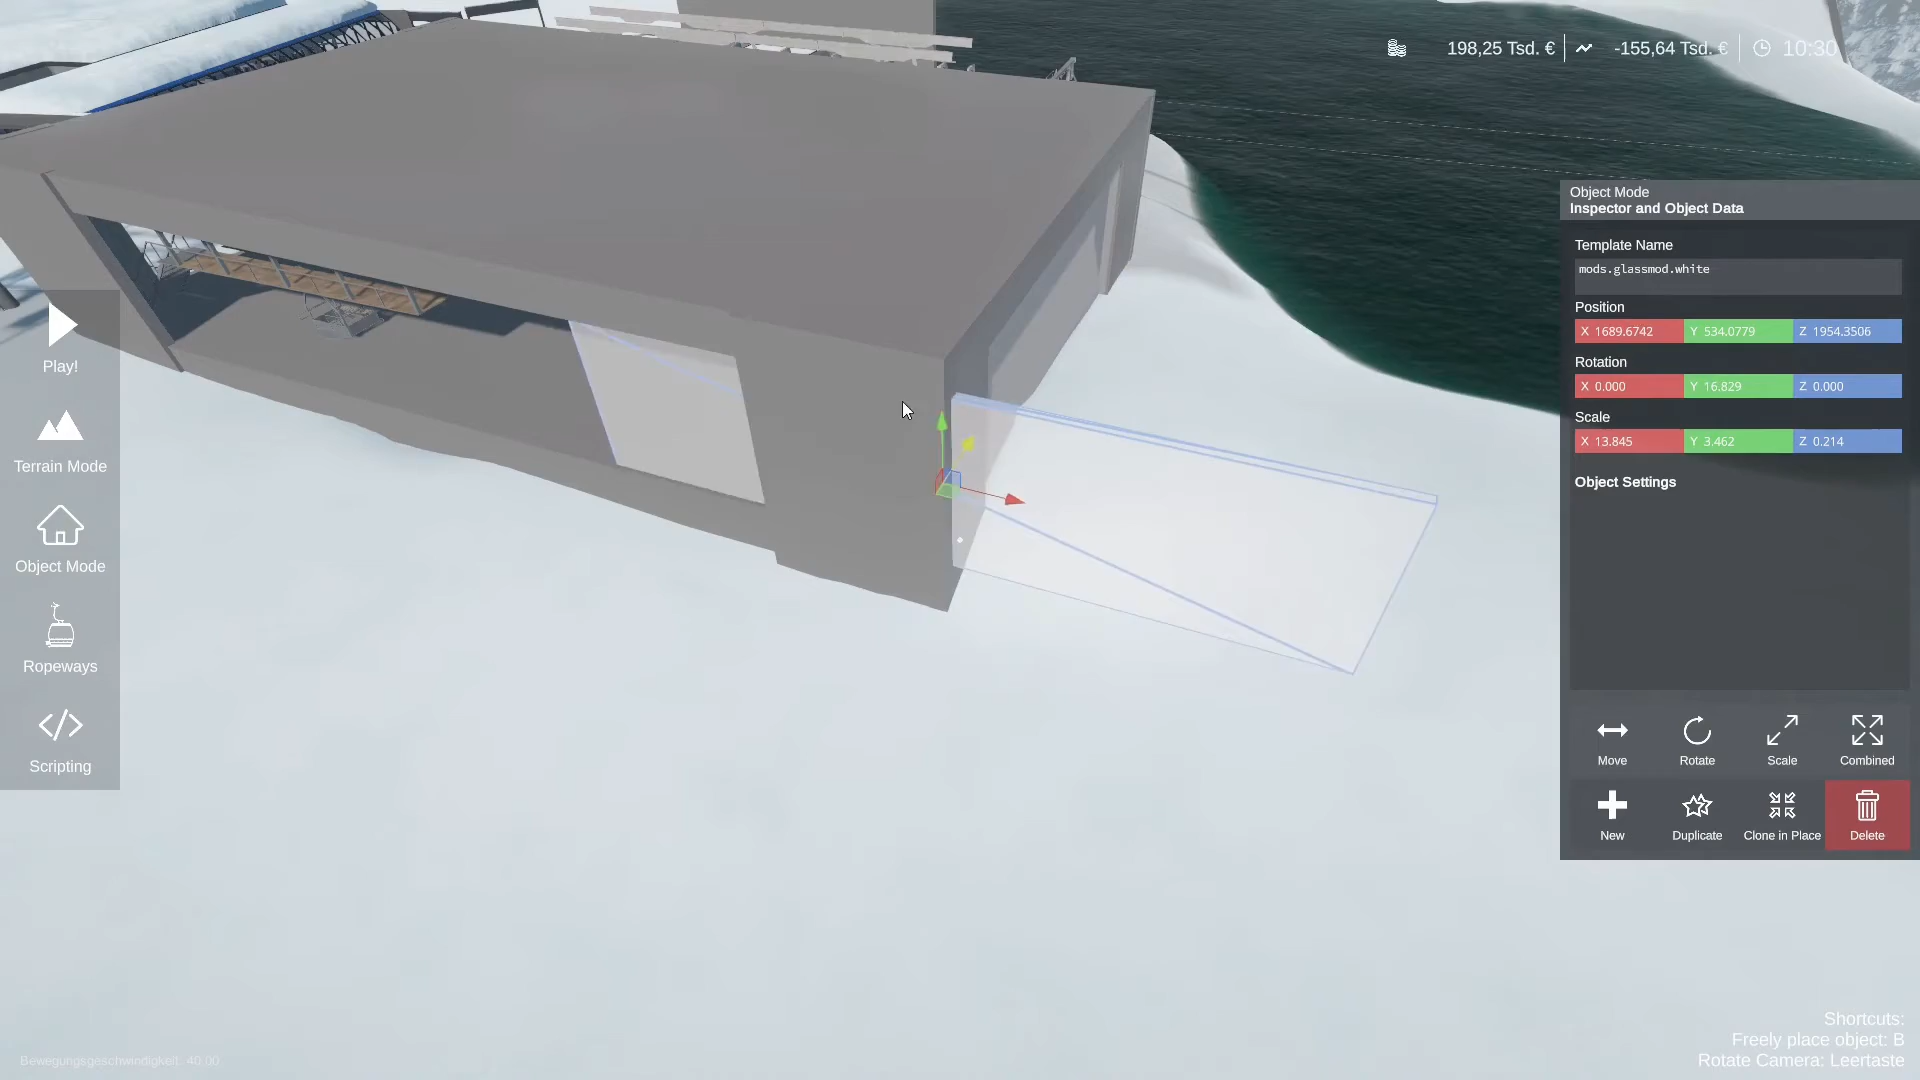 198,25 Tsd. €
-155,64 Tsd. €
10:30
Object Mode
Inspector and Object Data
Template Name
mods.glassmod.white
Position
X 1689.6742 Y 534.0779 Z 1954.3506
Rotation
X 0.000 Y 16.829 Z 0.000
Scale
X 13.845 Y 3.462 Z 0.214
Object Settings
Move Rotate Scale Combined
New Duplicate Clone in Place Delete
Play!
Terrain Mode
Object Mode
Ropeways
Scripting
Shortcuts:
Freely place object: B
Rotate Camera: Leertaste
Bewegungsgeschwindigkeit: 40.00